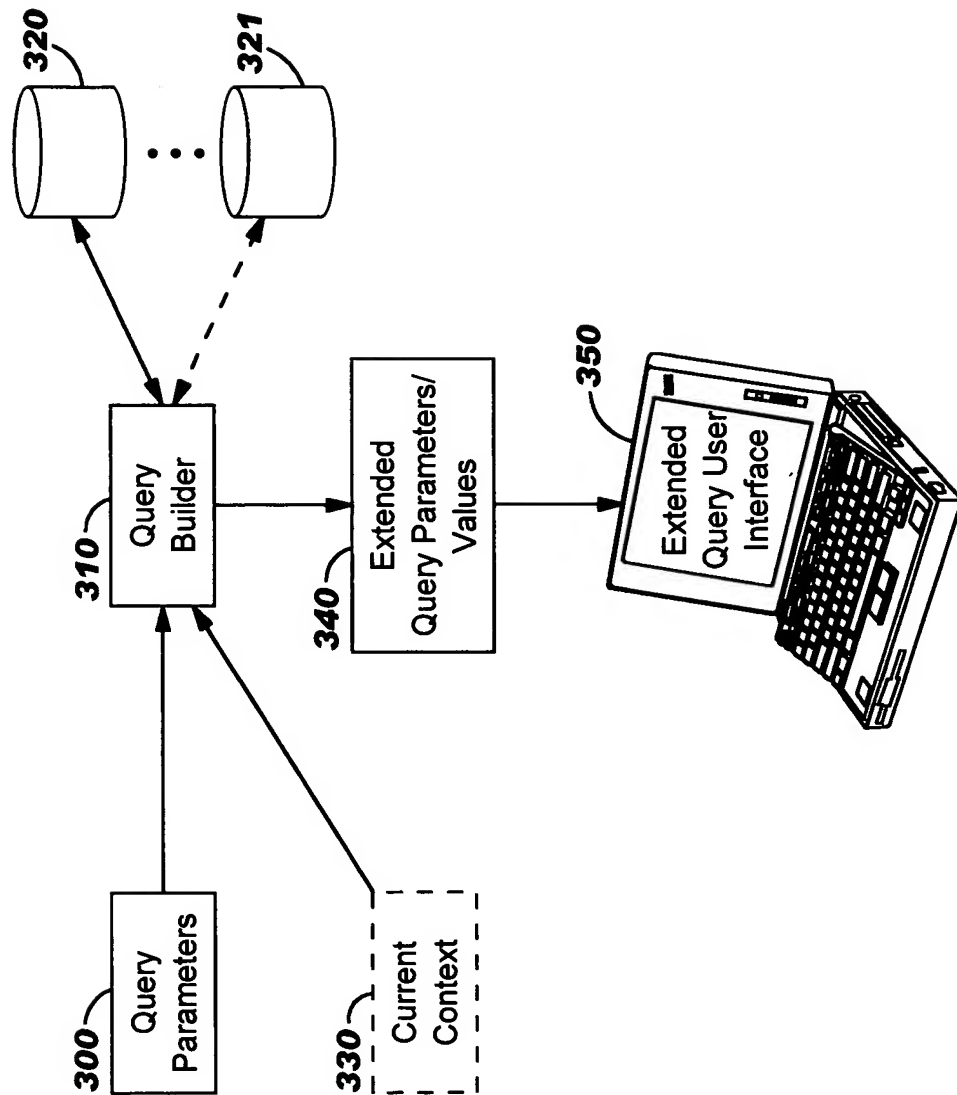 300
Query
Parameters
310
Query
Builder
320
321
330
Current
Context
340
Extended
Query Parameters/
Values
350
Extended
Query User
Interface